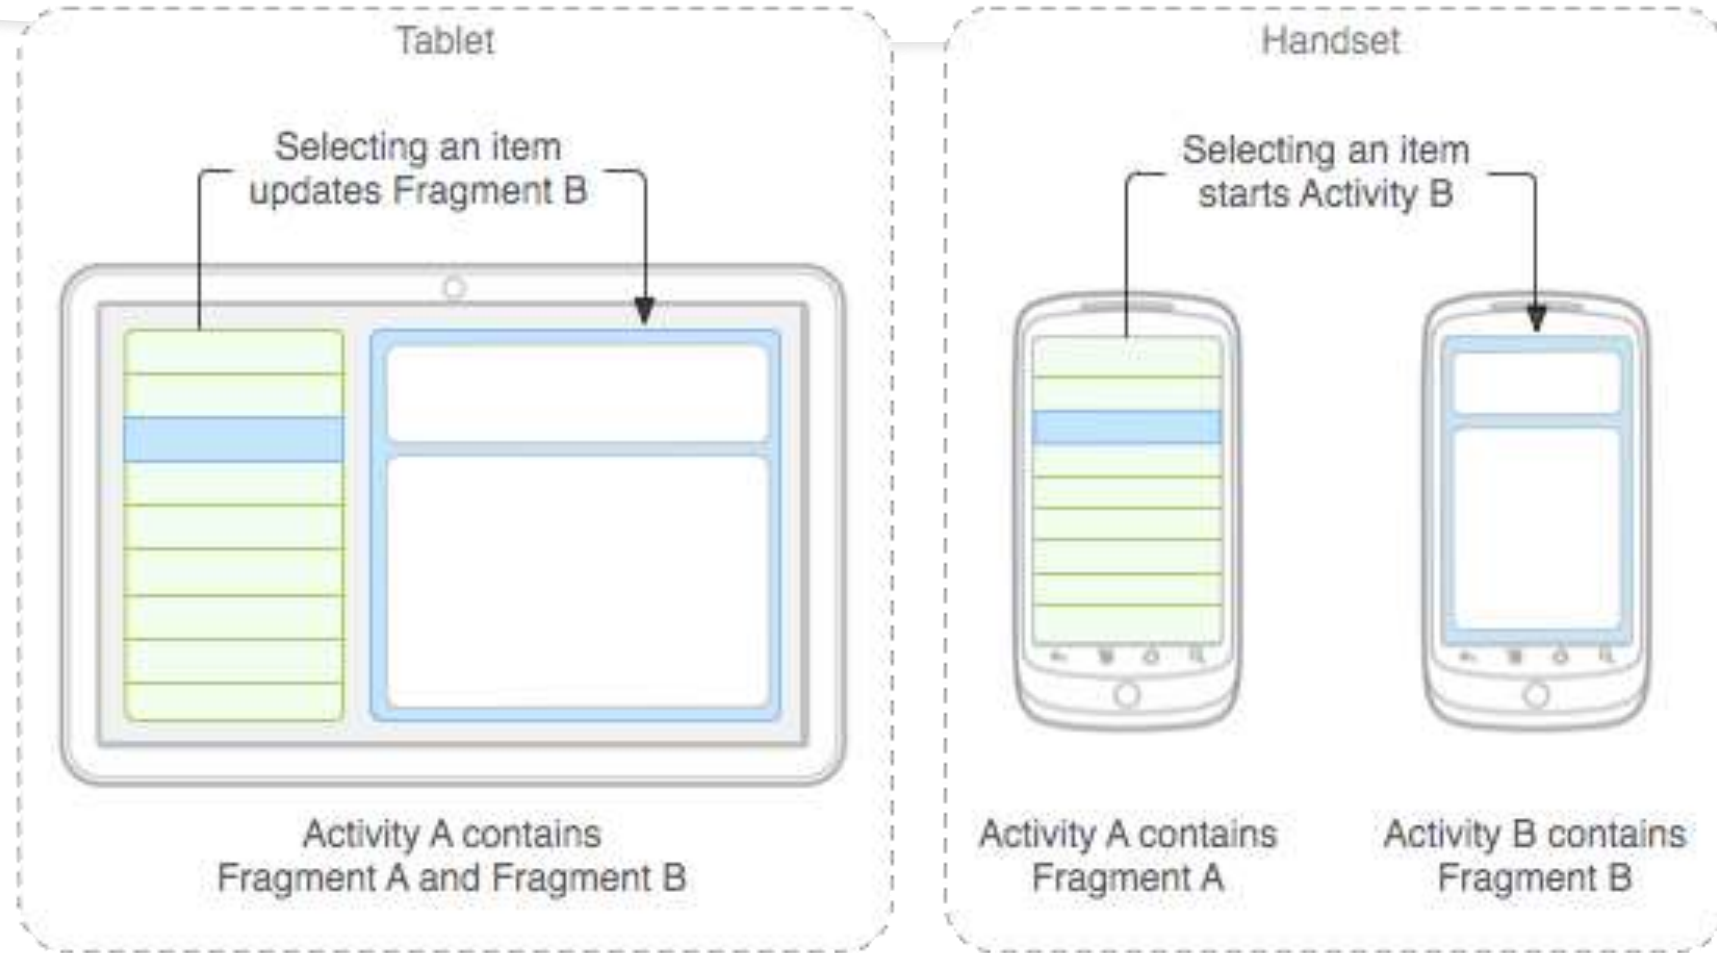 Tablet
Selecting an item
updates Fragment B
Activity A contains
Fragment A and Fragment B
Handset
Selecting an item
starts Activity B
Activity A contains
Fragment A
Activity B contains
Fragment B